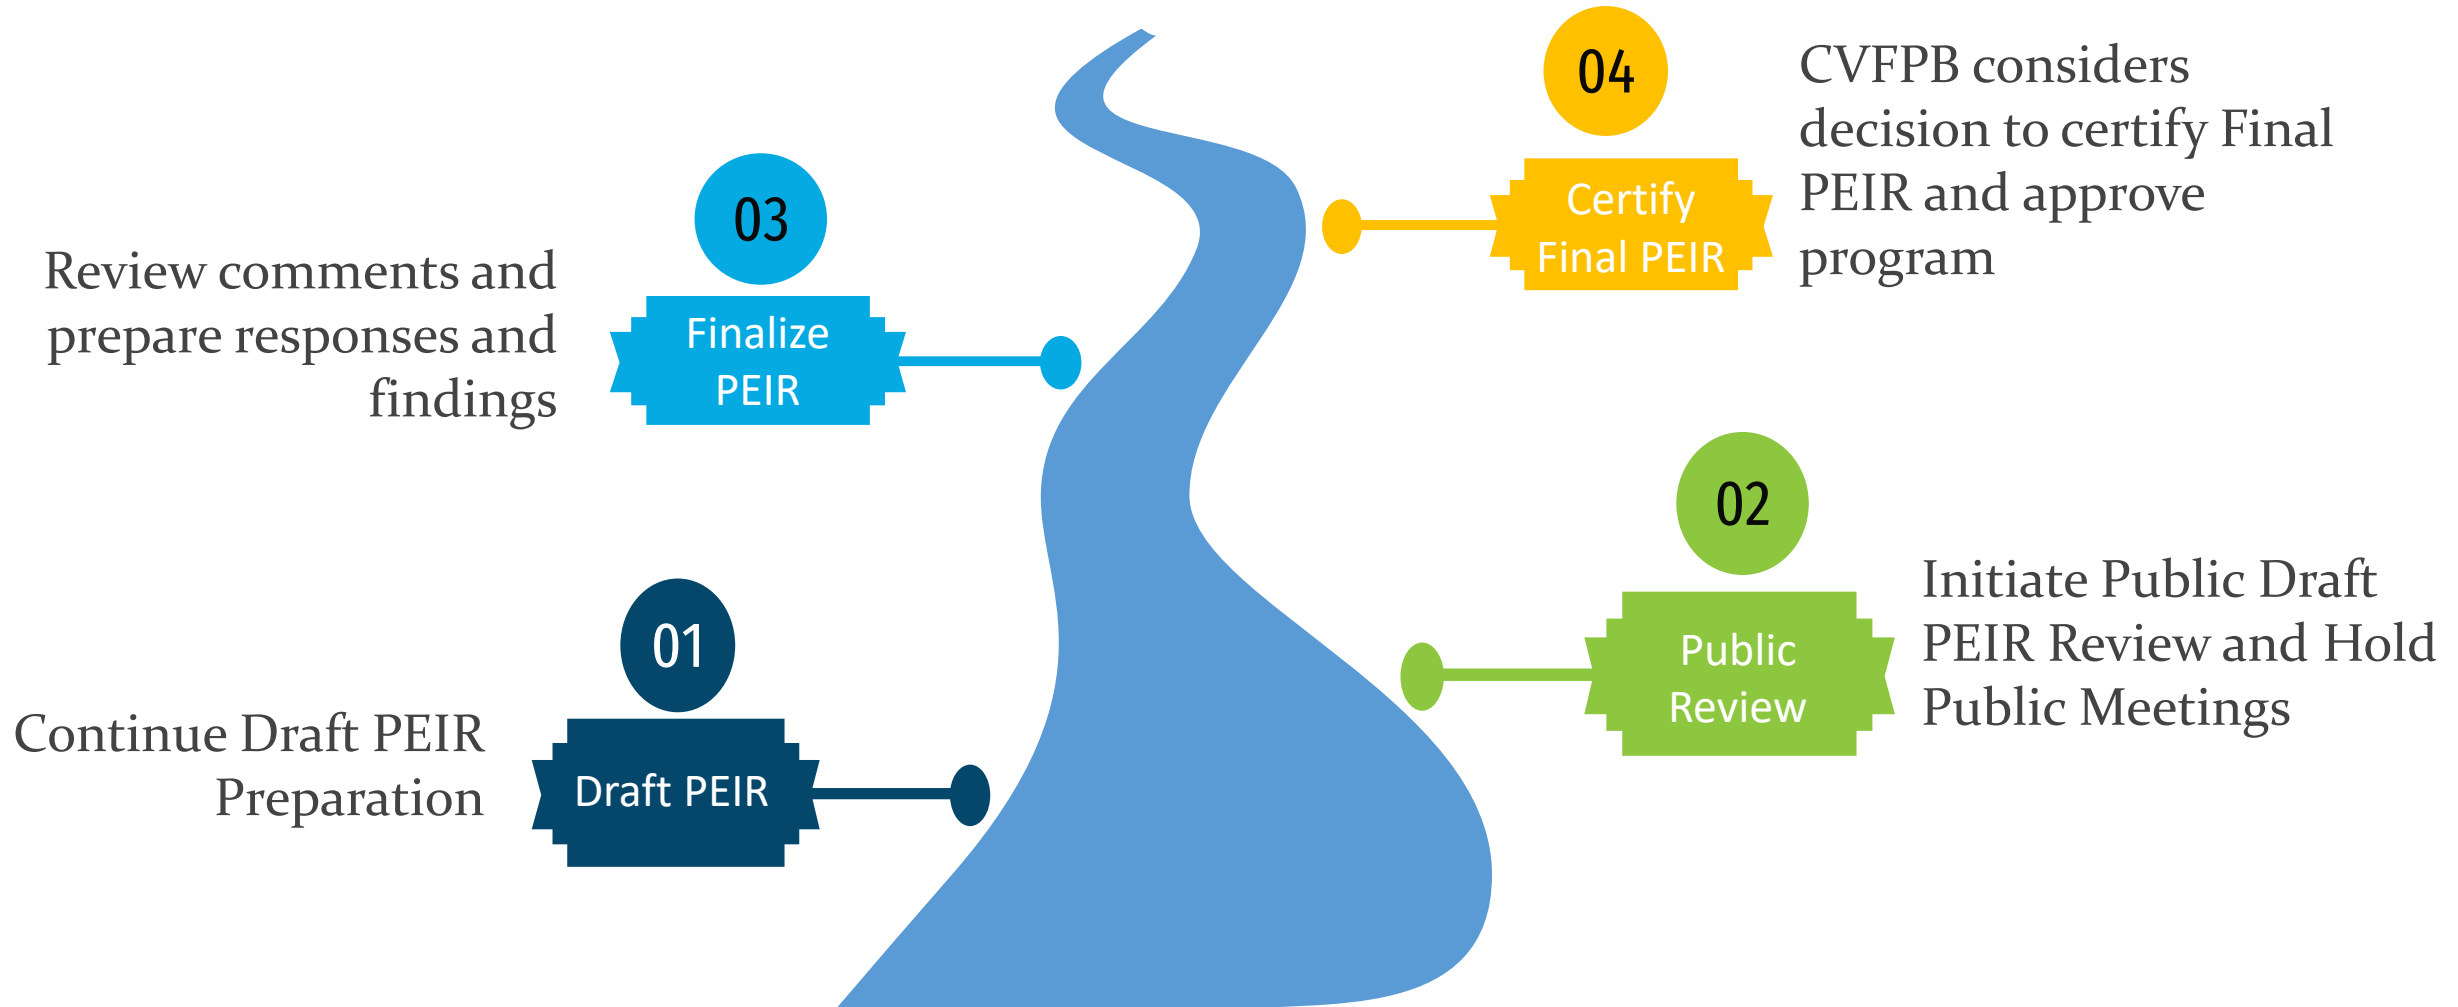 04
CVFPB considers
decision to certify Final
PEIR and approve
program
Certify
Final PEIR
03
Review comments and
prepare responses and
findings
Finalize
PEIR
02
Initiate Public Draft
PEIR Review and Hold
Public Meetings
Public
Review
01
Continue Draft PEIR
Preparation
Draft PEIR